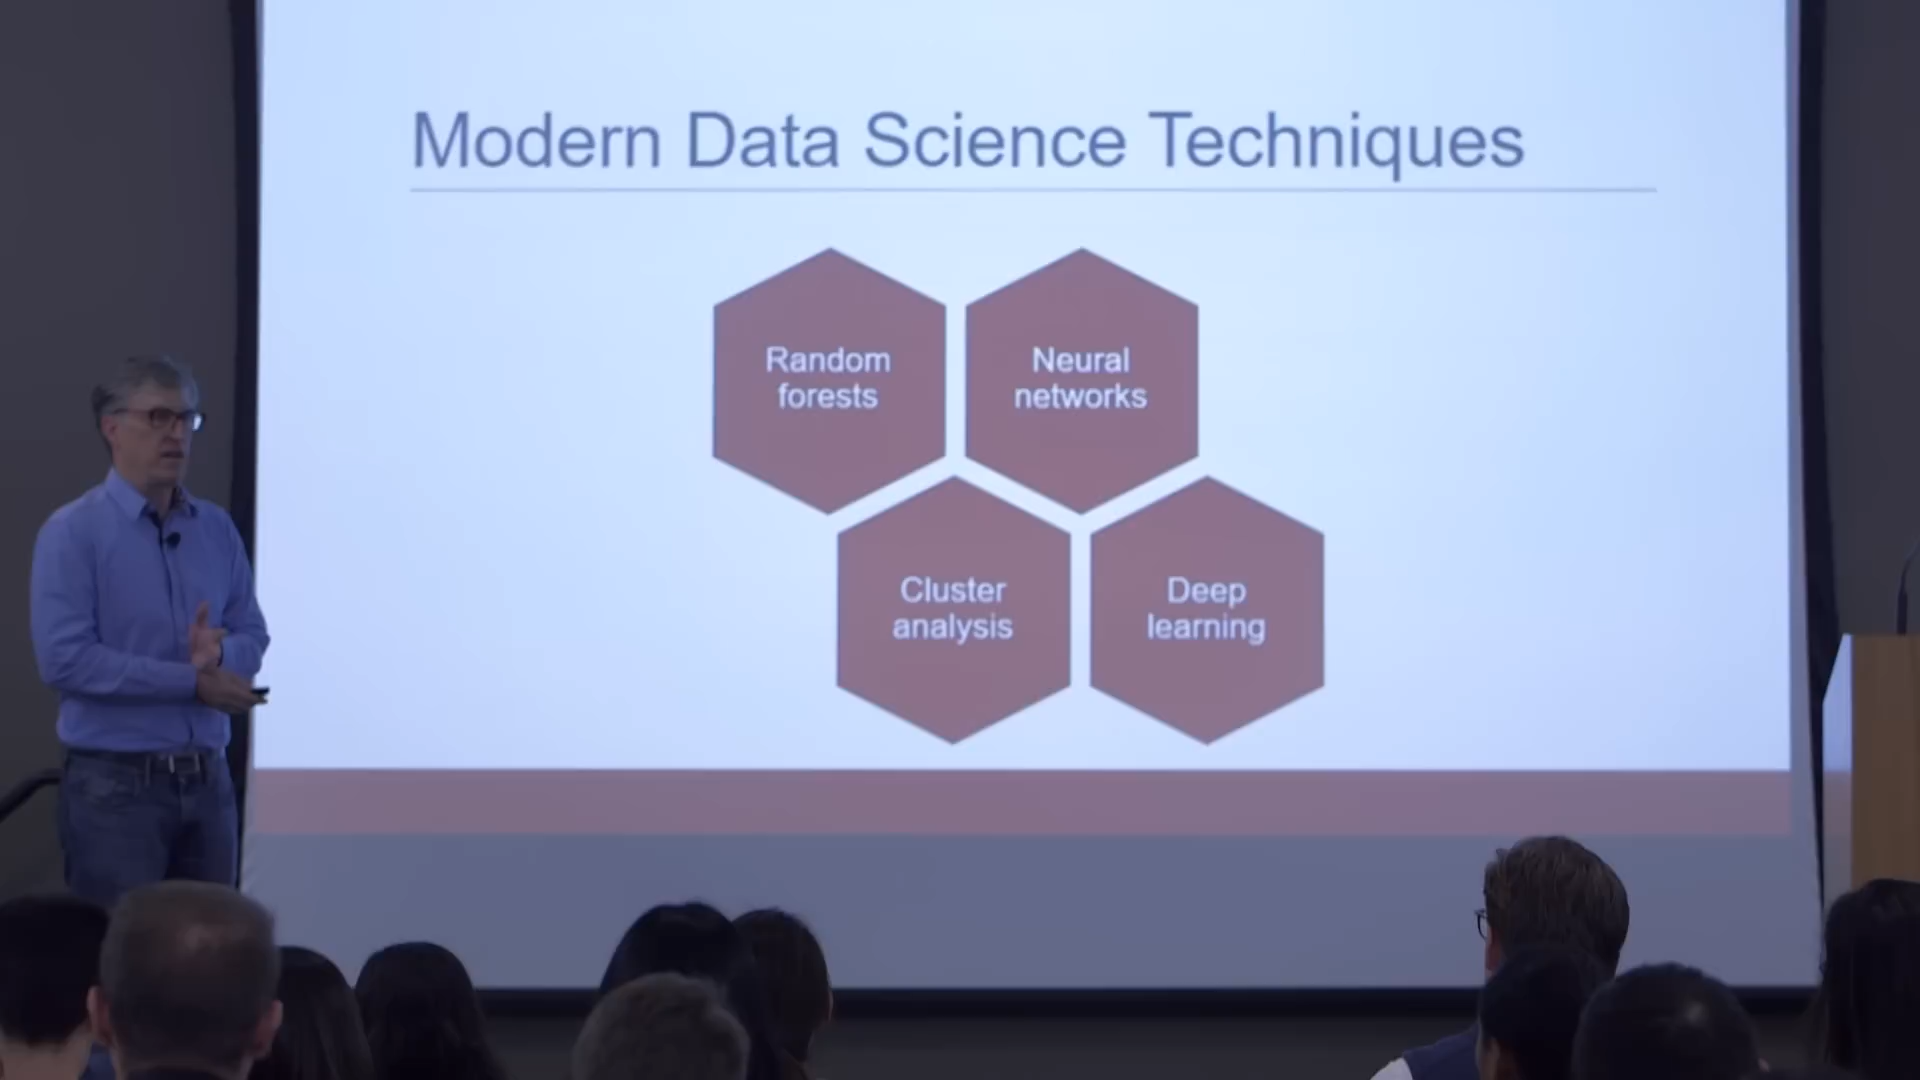 Modern Data Science Techniques
Random
forests
Neural
networks
Cluster
analysis
Deep
learning